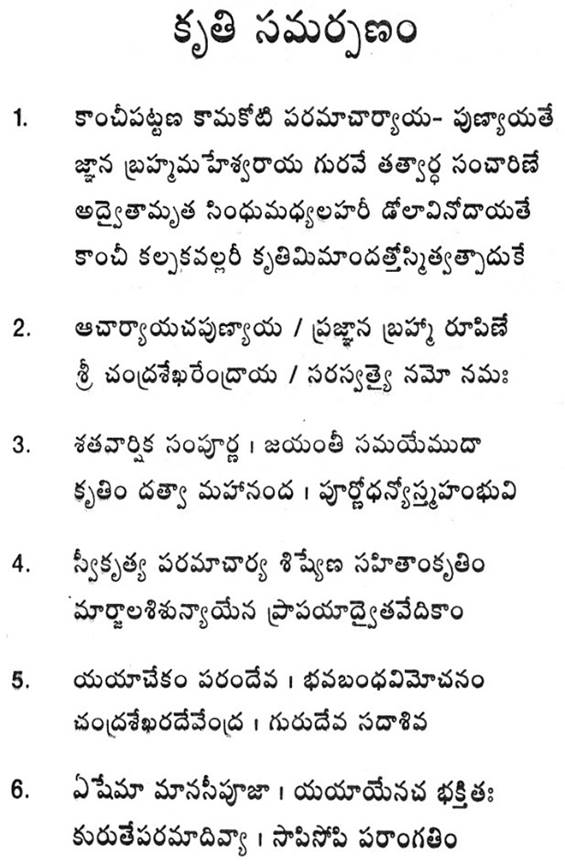 కృతి సమర్పణం
1. కాంచీపట్టణ కామకోటి పరమాచార్యాయ- పుణ్యాయతే
జ్ఞాన బ్రహ్మమహేశ్వరాయ గురవే తత్వార్ధ సంచారిణే
అద్వైతామృత సింధుమధ్యలహరీ డోలావినోదాయతే
కాంచీ కల్పకవల్లరీ కృతిమిమాందత్తోస్మిత్వత్పాదుకే
2. ఆచార్యాయచపుణ్యాయ / ప్రజ్ఞాన బ్రహ్మా రూపిణే
శ్రీ చంద్రశేఖరేంద్రాయ / సరస్వత్యై నమో నమః
3. శతవార్షిక సంపూర్ణ । జయంతీ సమయేముదా
కృతిం దత్వా మహానంద । పూర్ణోధన్యోస్మహంభువి
4. స్వీకృత్య పరమాచార్య శిష్యేణ సహితాంకృతిం
మార్జాలశిశున్యాయేన ప్రాపయాద్వైతవేదికాం
5. యయాచేకం పరందేవ । భవబంధవిమోచనం
చంద్రశేఖరదేవేంద్ర । గురుదేవ సదాశివ
6. ఏషేమా మానసీపూజా । యయాయేనచ భక్తితః
కురుతేపరమాదివ్యా । సాపిసోపి పరాంగతిం